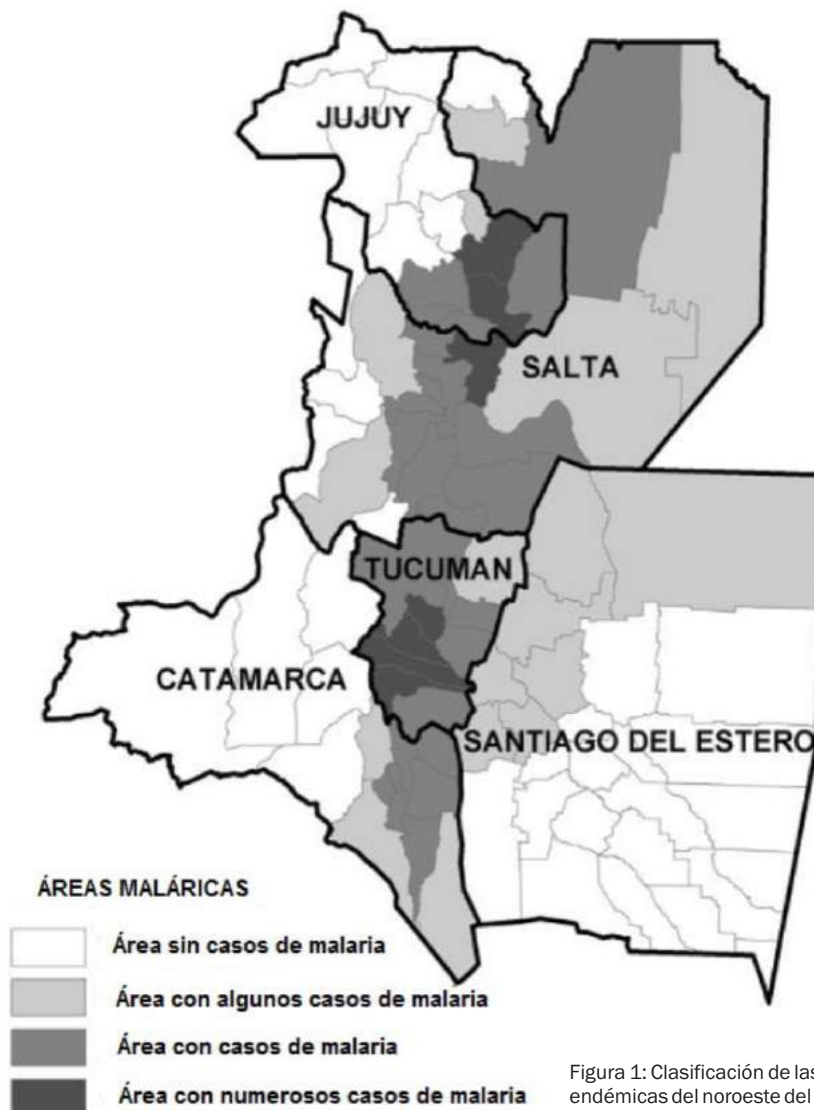 JUJUY
SALTA
TUCUMAN
CATAMARCA
SANTIAGO DEL ESTERO
ÁREAS MALÁRICAS
Área sin casos de malaria
Área con algunos casos de malaria
Área con casos de malaria
Área con numerosos casos de malaria
Figura 1: Clasificación de las
endémicas del noroeste del